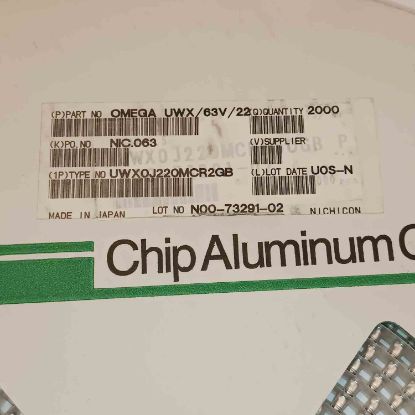 (P)PART NO OMEGA UWX/63V/22 (Q)QUANTITY 2000
(K)PO.NO NIC.063 (V)SUPPLIER
(1P)TYPE NO UWX0J220MCR2GB (L)LOT DATE U0S-N
MADE IN JAPAN LOT NO N00-73291-02 NICHICON
Chip Aluminum